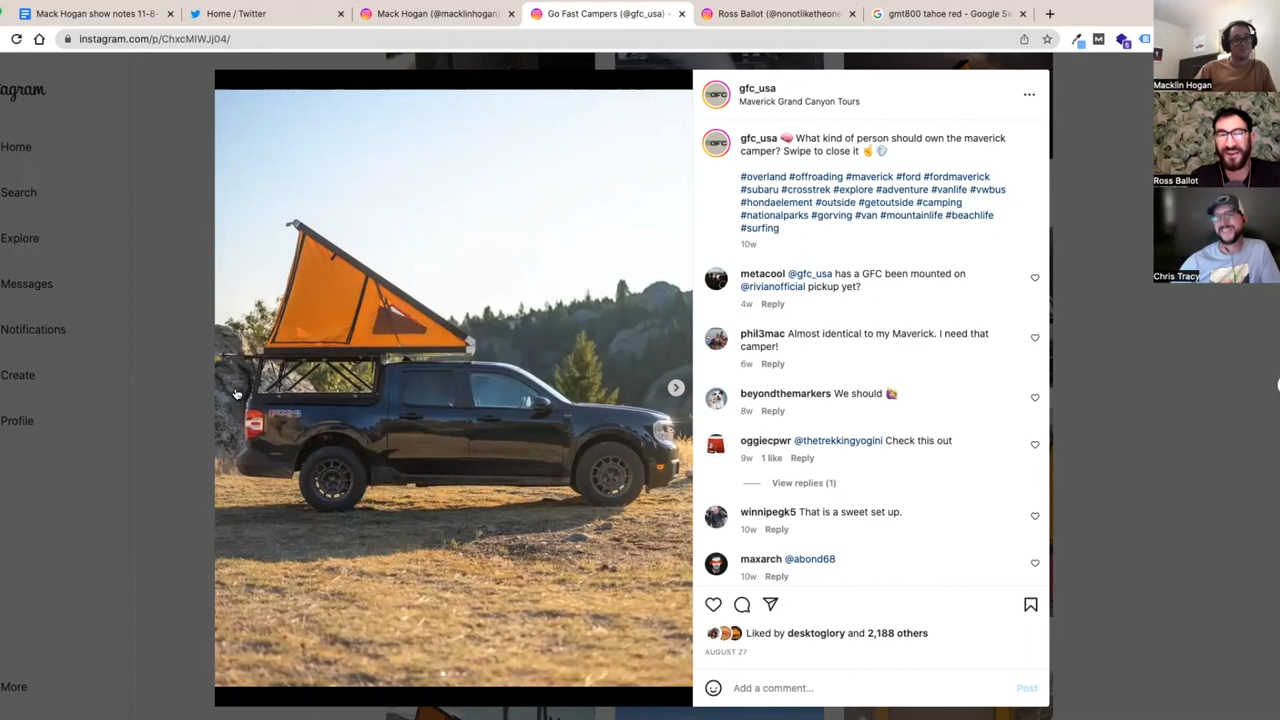 Mack Hogan show notes 11-8-
Home / Twitter
Mack Hogan (@macklinhogan)
Go Fast Campers (@gfc_usa)
Ross Ballot (@nonotliketheone
gmt800 tahoe red - Google Se
instagram.com/p/ChxcMIWJj04/
agram
Home
Search
Explore
Messages
Notifications
Create
Profile
More
gfc_usa
Maverick Grand Canyon Tours
gfc_usa 🧠 What kind of person should own the maverick
camper? Swipe to close it ☝️💨
#overland #offroading #maverick #ford #fordmaverick
#subaru #crosstrek #explore #adventure #vanlife #vwbus
#hondaelement #outside #getoutside #camping
#nationalparks #gorving #van #mountainlife #beachlife
#surfing
10w
metacool @gfc_usa has a GFC been mounted on
@rivianofficial pickup yet?
4w Reply
phil3mac Almost identical to my Maverick. I need that
camper!
6w Reply
beyondthemarkers We should 🙋
8w Reply
oggiecpwr @thetrekkingyogini Check this out
9w 1 like Reply
View replies (1)
winnipegk5 That is a sweet set up.
10w Reply
maxarch @abond68
10w Reply
Liked by desktoglory and 2,188 others
AUGUST 27
Add a comment...
Post
Macklin Hogan
Ross Ballot
Chris Tracy